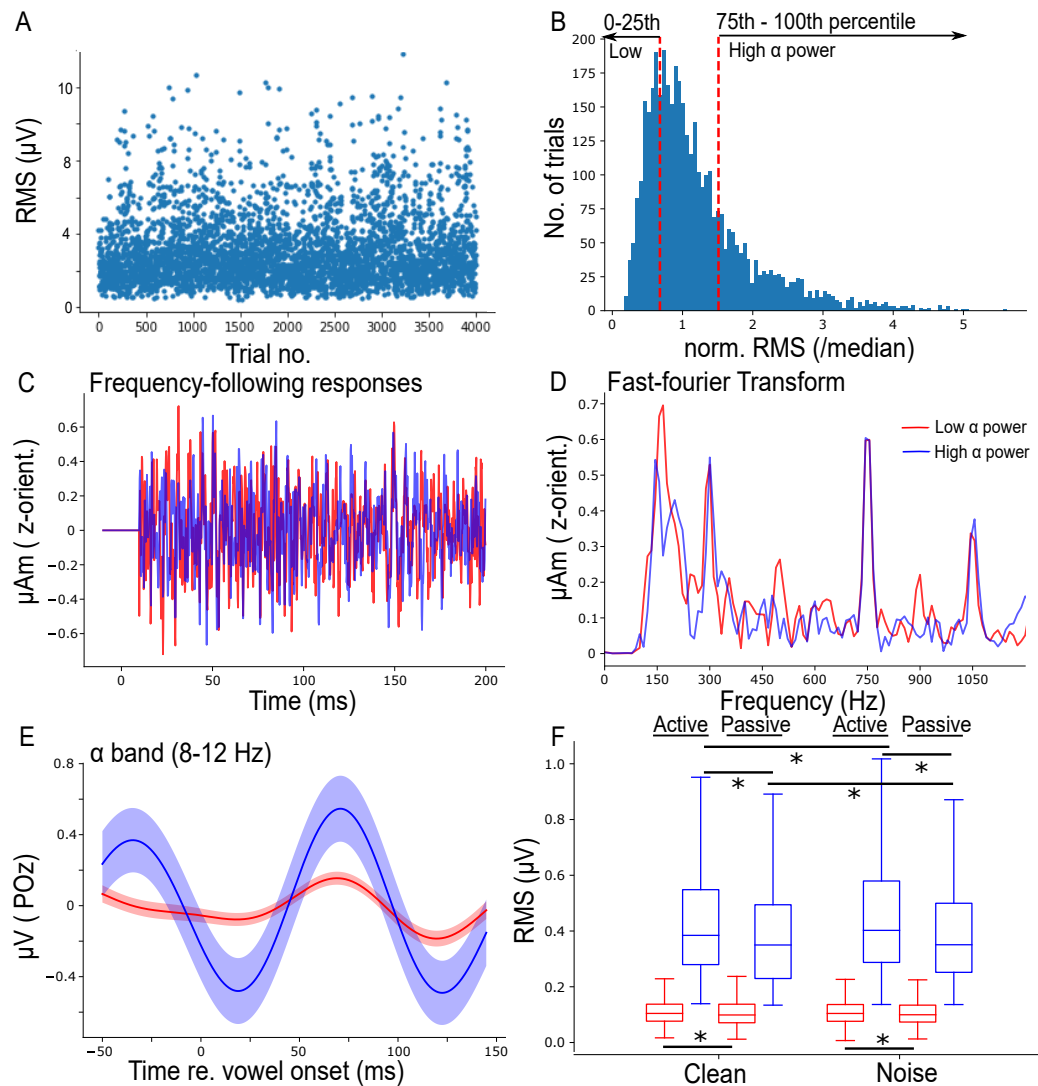 A
RMS (μV)
10
8
6
4
2
0
0 500 1000 1500 2000 2500 3000 3500 4000
Trial no.
B
0-25th
75th - 100th percentile
Low
High α power
No. of trials
200
175
150
125
100
75
50
25
0
0 1 2 3 4 5
norm. RMS (/median)
C
Frequency-following responses
μAm ( z-orient.)
0.6
0.4
0.2
0
−0.2
−0.4
−0.6
0 50 100 150 200
Time (ms)
D
Fast-fourier Transform
Low α power
High α power
μAm ( z-orient.)
0.7
0.6
0.5
0.4
0.3
0.2
0.1
0
0 150 300 450 600 750 900 1050
Frequency (Hz)
E
α band (8-12 Hz)
μV ( POz)
0.4
0
−0.4
−50 0 50 100 150
Time re. vowel onset (ms)
F
Active Passive Active Passive
*
*
*
*
RMS (μV)
1.0
0.8
0.6
0.4
0.2
0.0
*
*
Clean Noise